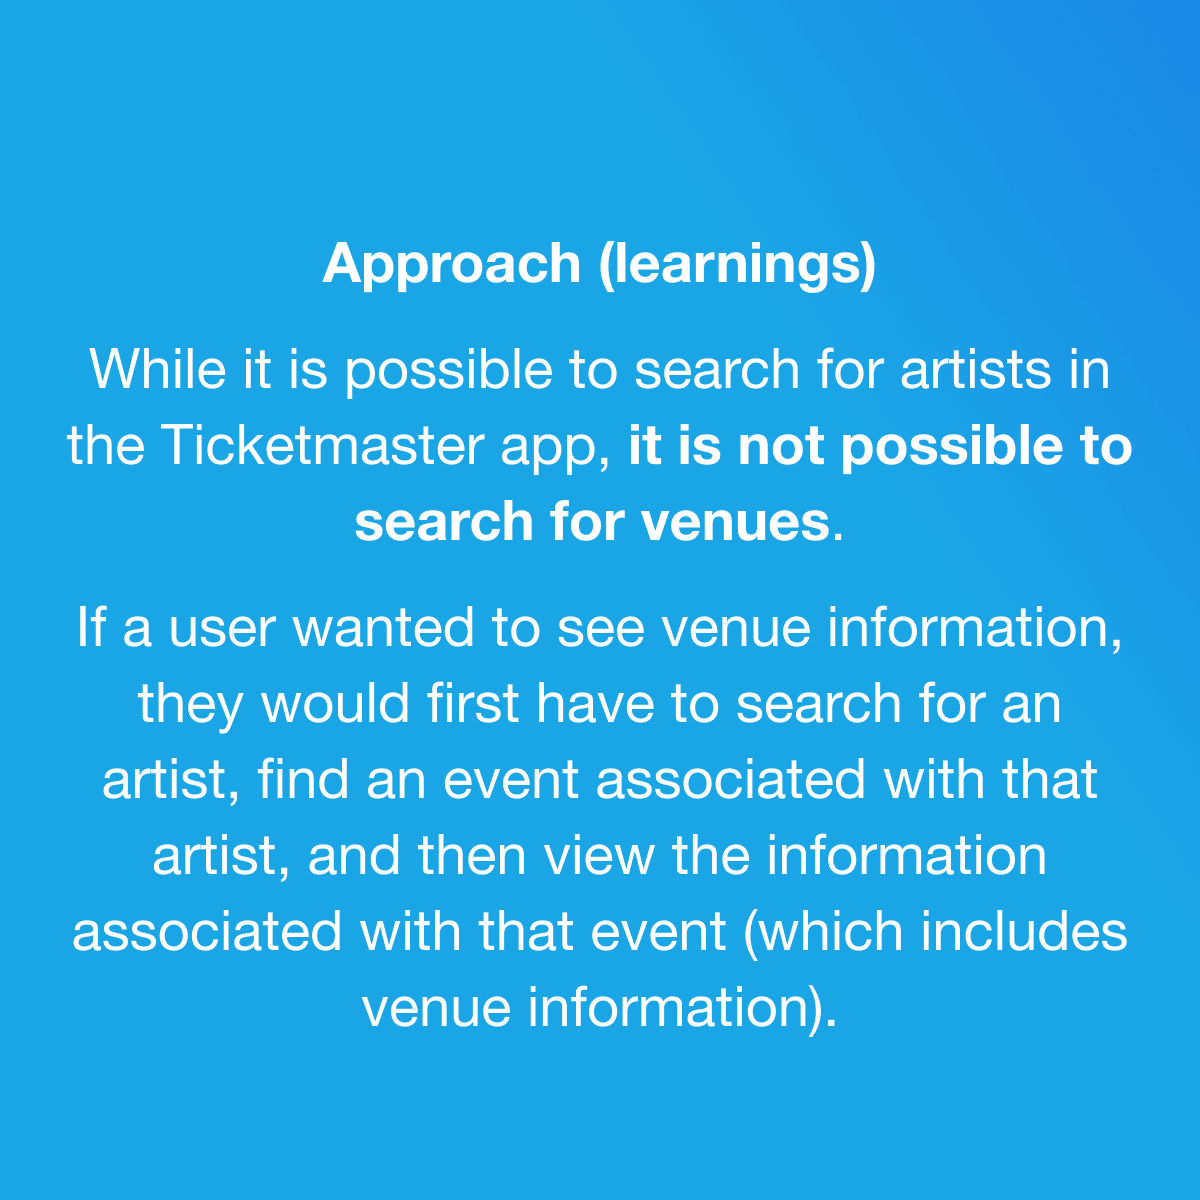 Approach (learnings)
While it is possible to search for artists in
the Ticketmaster app, it is not possible to
search for venues.
If a user wanted to see venue information,
they would first have to search for an
artist, find an event associated with that
artist, and then view the information
associated with that event (which includes
venue information).